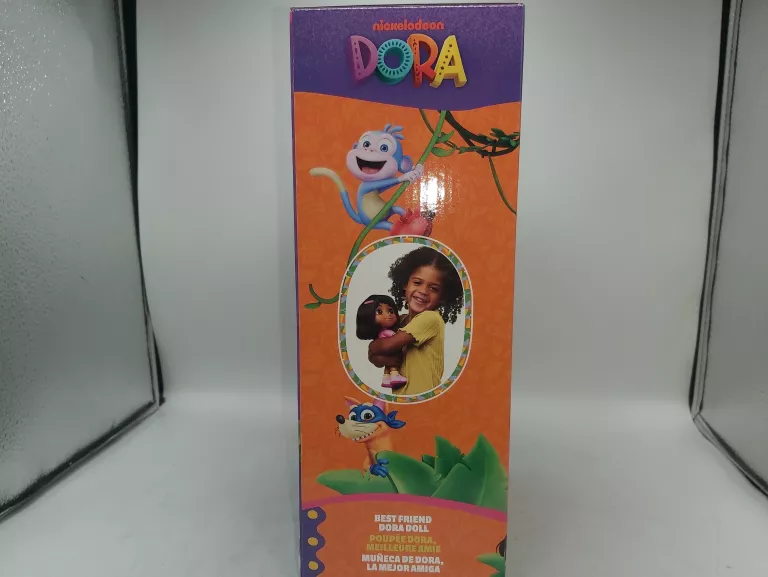 nickelodeon
DORA
BEST FRIEND
DORA DOLL
POUPÉE DORA,
MEILLEURE AMIE
MUÑECA DE DORA,
LA MEJOR AMIGA